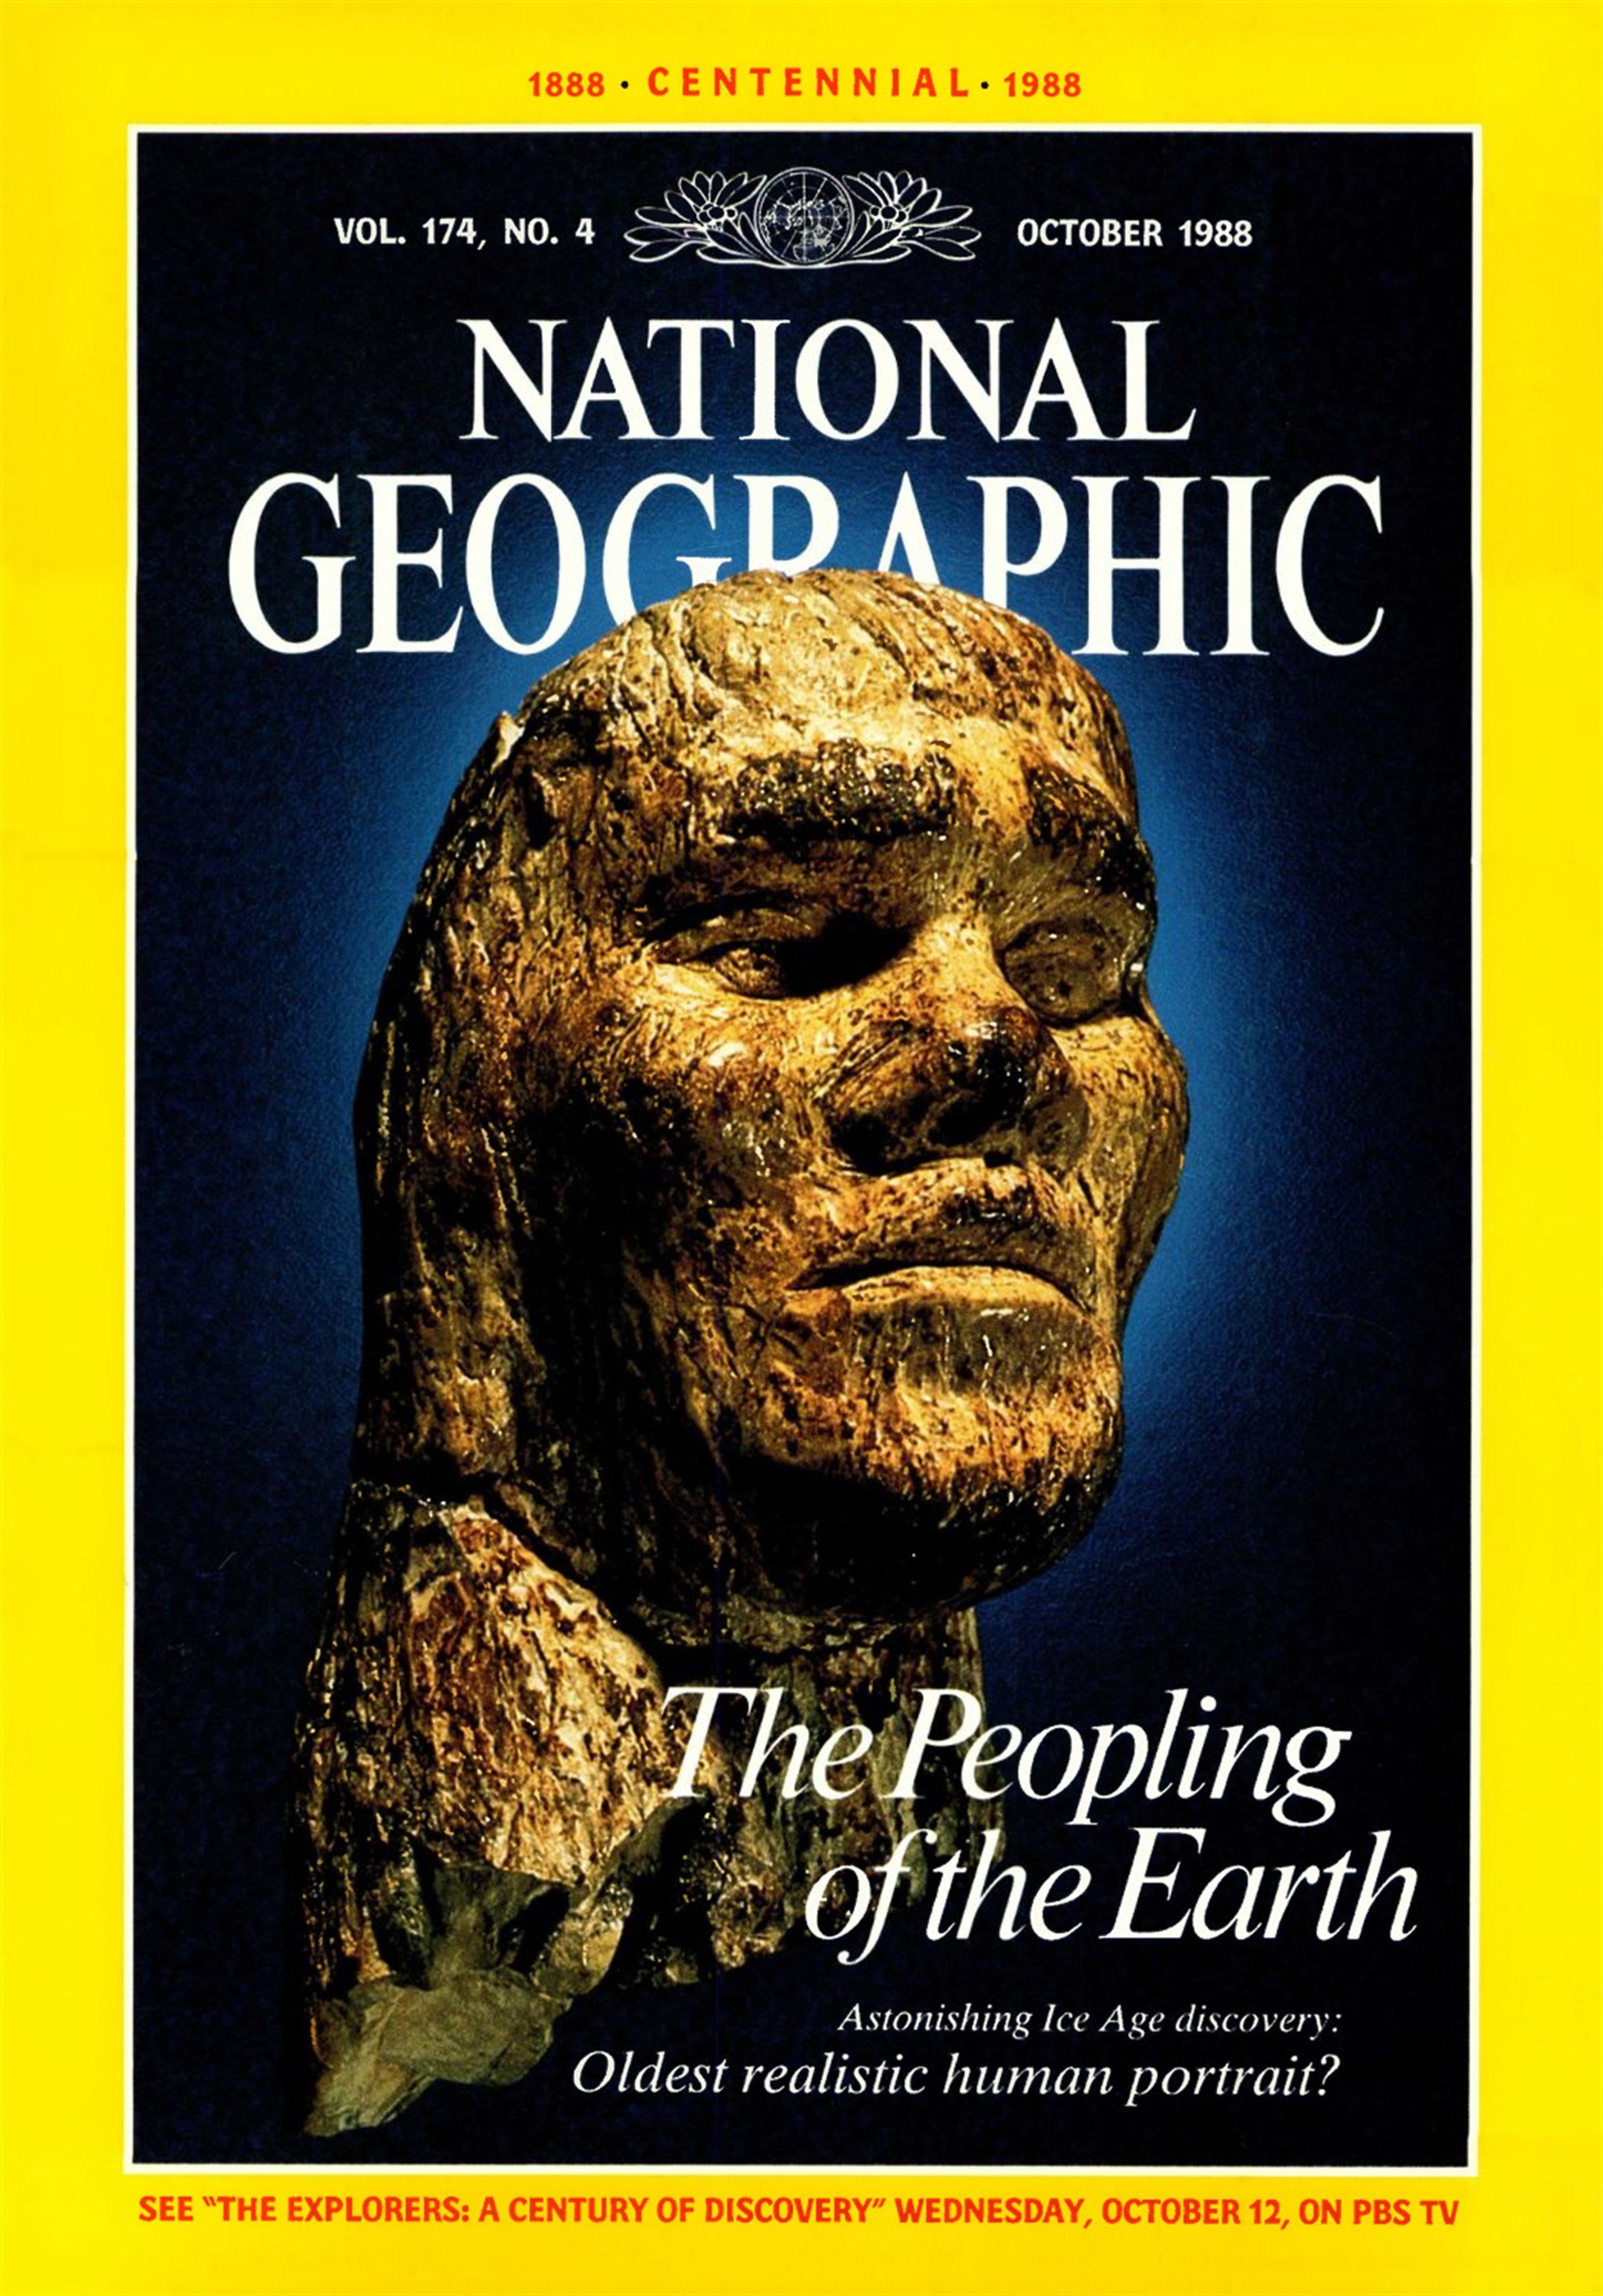 1888 • CENTENNIAL • 1988
VOL. 174, NO. 4
OCTOBER 1988
NATIONAL
GEOGRAPHIC
The Peopling
of the Earth
Astonishing Ice Age discovery:
Oldest realistic human portrait?
SEE "THE EXPLORERS: A CENTURY OF DISCOVERY" WEDNESDAY, OCTOBER 12, ON PBS TV